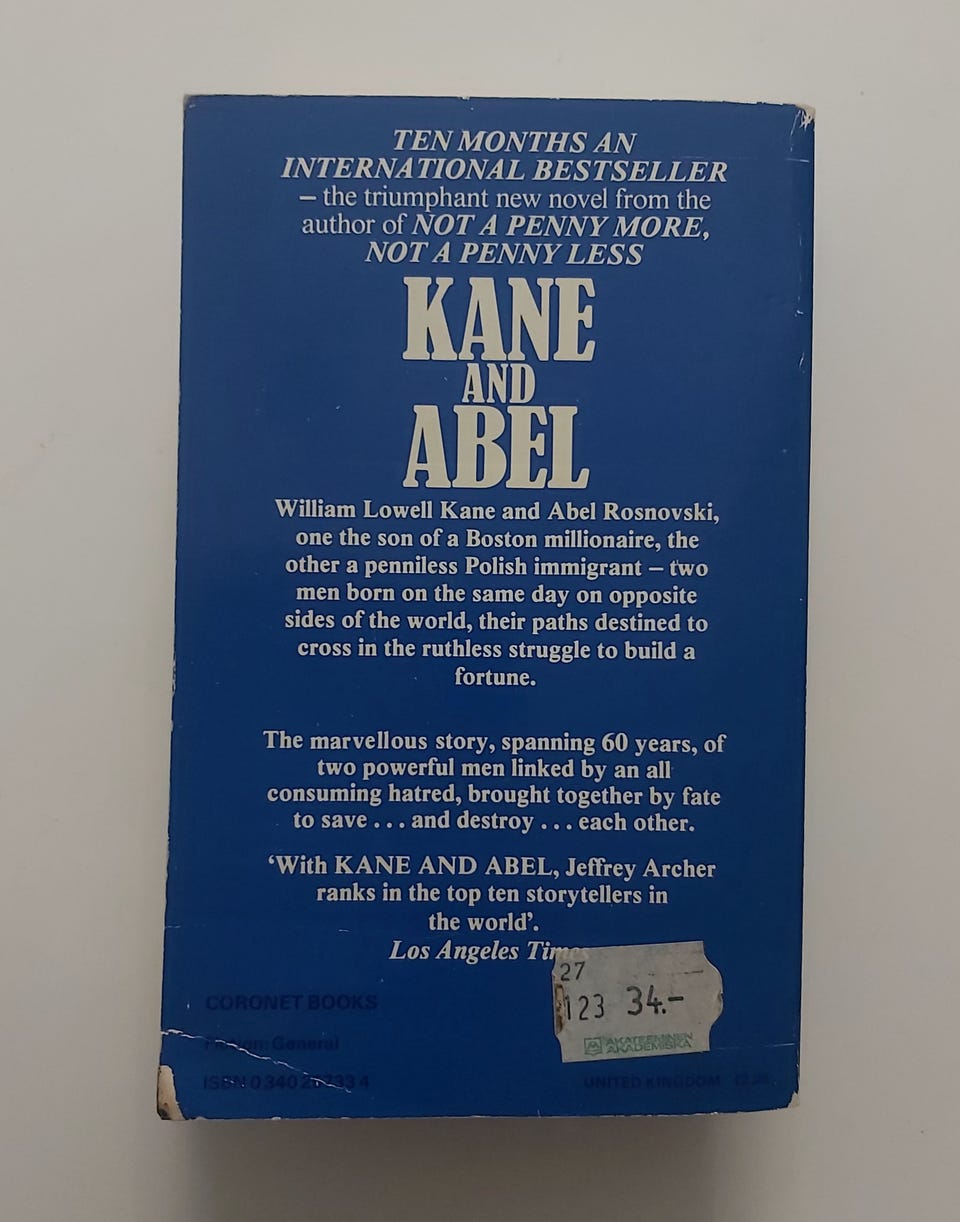 TEN MONTHS AN
INTERNATIONAL BESTSELLER
– the triumphant new novel from the
author of NOT A PENNY MORE,
NOT A PENNY LESS
KANE
AND
ABEL
William Lowell Kane and Abel Rosnovski,
one the son of a Boston millionaire, the
other a penniless Polish immigrant – two
men born on the same day on opposite
sides of the world, their paths destined to
cross in the ruthless struggle to build a
fortune.
The marvellous story, spanning 60 years, of
two powerful men linked by an all
consuming hatred, brought together by fate
to save . . . and destroy . . . each other.
‘With KANE AND ABEL, Jeffrey Archer
ranks in the top ten storytellers in
the world’.
Los Angeles Times
27
123 34.-
AKATEEMINEN
AKADEMISKA
CORONET BOOKS
Fiction: General
ISBN 0 340
UNITED KINGDOM